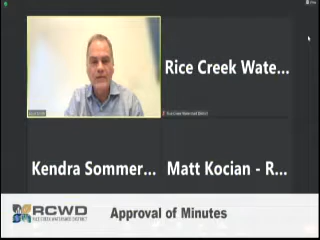 Rice Creek Wate...
Kendra Sommer...
Matt Kocian - R...
RCWD
RICE CREEK WATERSHED DISTRICT
Approval of Minutes